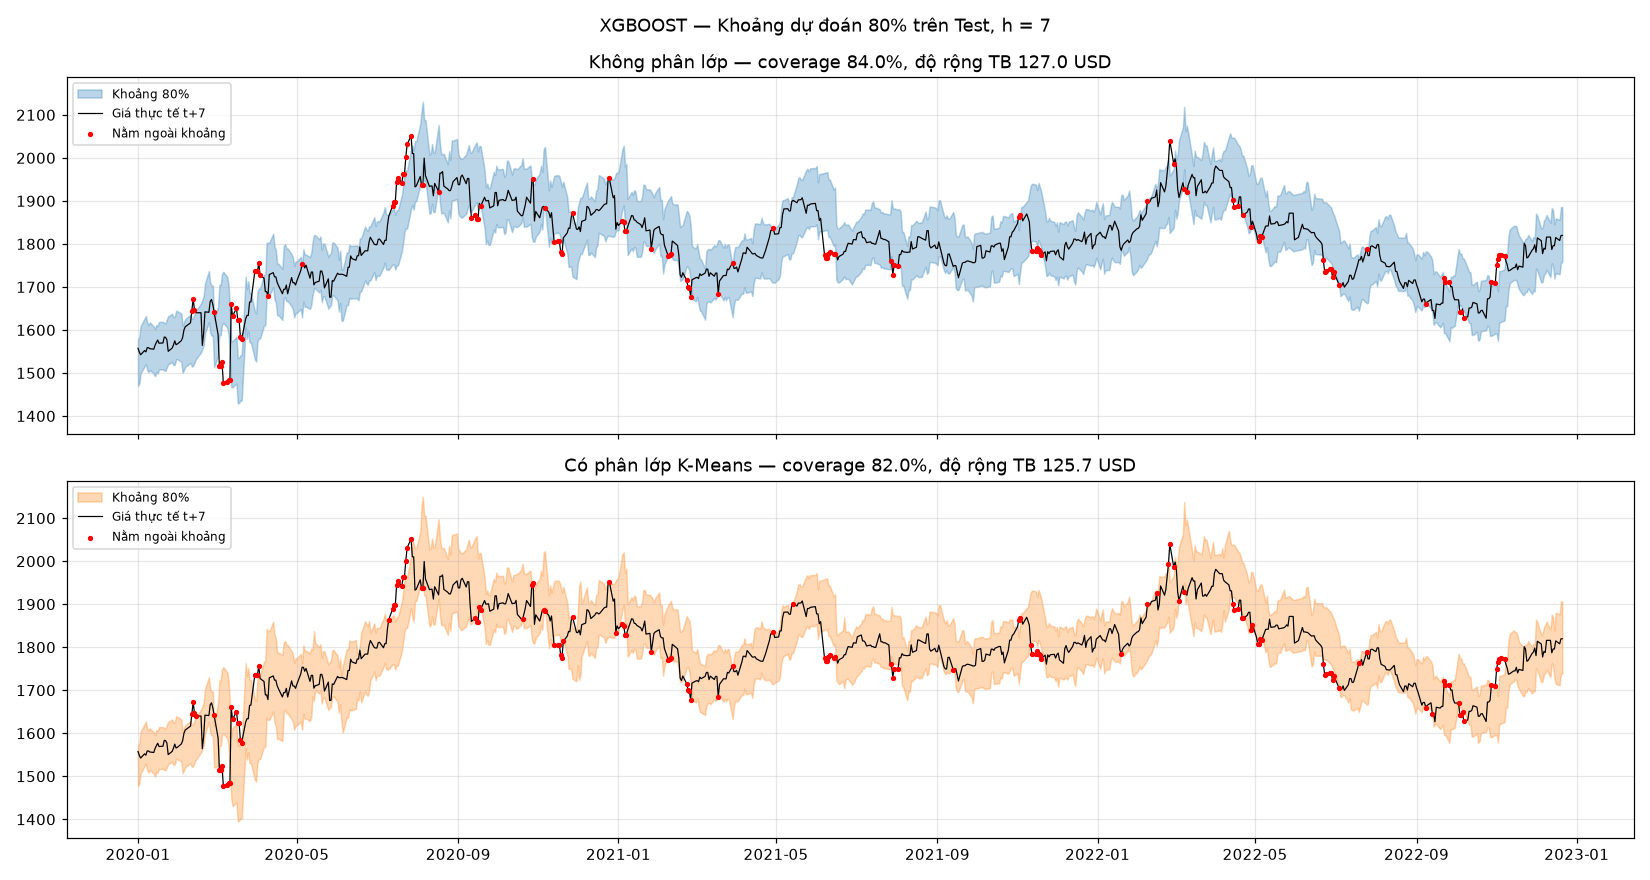 XGBOOST — Khoảng dự đoán 80% trên Test, h = 7
Không phân lớp — coverage 84.0%, độ rộng TB 127.0 USD
Khoảng 80%
Giá thực tế t+7
Nằm ngoài khoảng
2100
2000
1900
1800
1700
1600
1500
1400
Có phân lớp K-Means — coverage 82.0%, độ rộng TB 125.7 USD
Khoảng 80%
Giá thực tế t+7
Nằm ngoài khoảng
2100
2000
1900
1800
1700
1600
1500
1400
2020-01 2020-05 2020-09 2021-01 2021-05 2021-09 2022-01 2022-05 2022-09 2023-01